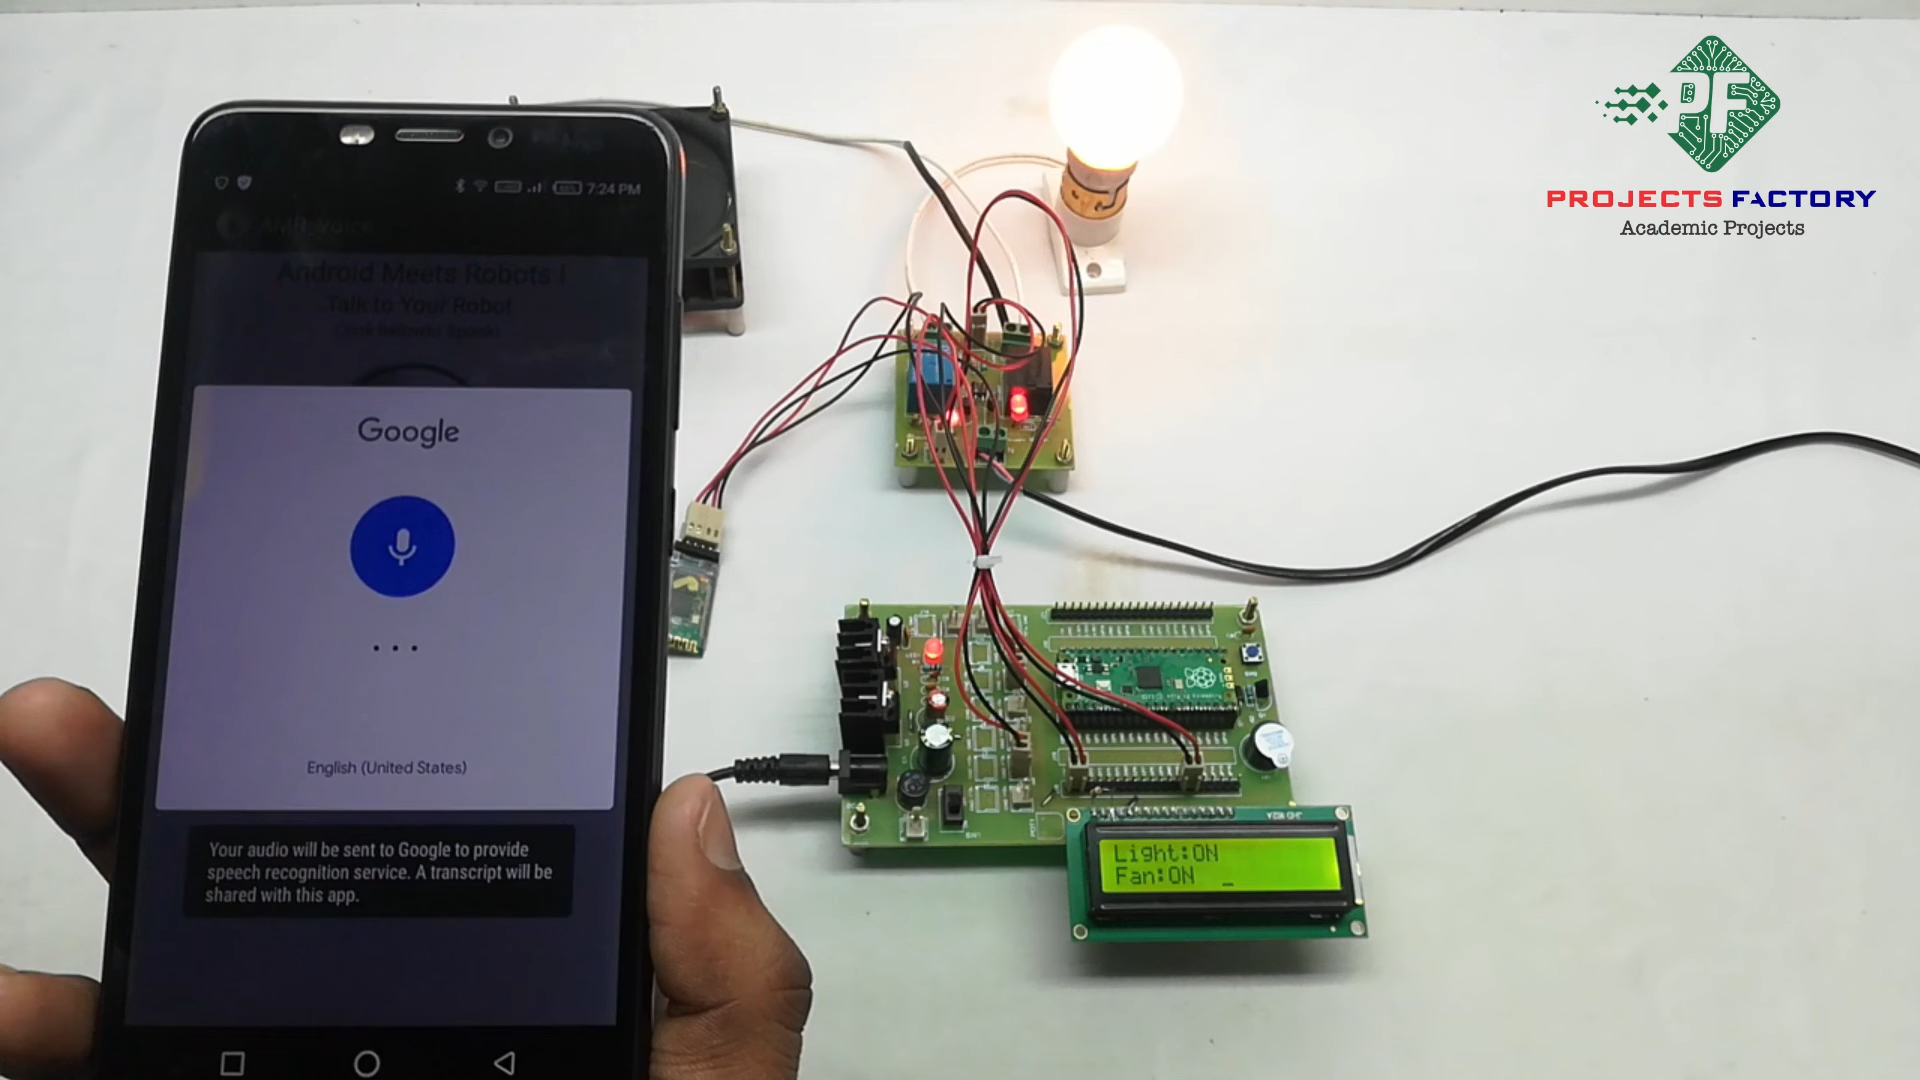 PF
PROJECTS FACTORY
Academic Projects
7:24 PM
AMR_Voice
Android Meets Robots !
Talk to Your Robot
Google
English (United States)
Your audio will be sent to Google to provide
speech recognition service. A transcript will be
shared with this app.
Light:ON
Fan:ON _